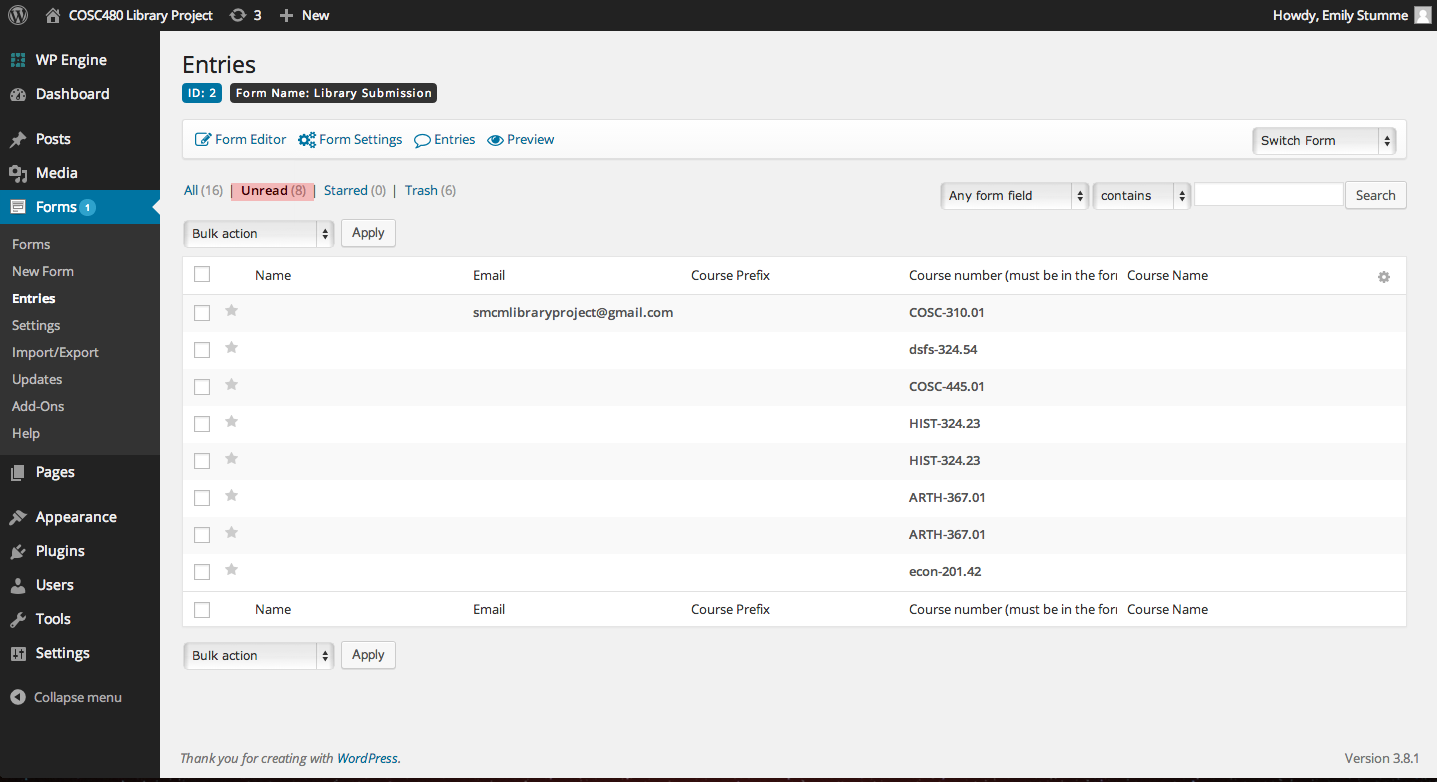 COSC480 Library Project 3 New Howdy, Emily Stumme
WP Engine
Dashboard
Posts
Media
Forms 1
Forms
New Form
Entries
Settings
Import/Export
Updates
Add-Ons
Help
Pages
Appearance
Plugins
Users
Tools
Settings
Collapse menu
Entries
ID: 2 Form Name: Library Submission
Form Editor Form Settings Entries Preview Switch Form
All (16) | Unread (8) | Starred (0) | Trash (6) Any form field contains Search
Bulk action Apply
Name Email Course Prefix Course number (must be in the for Course Name
smcmlibraryproject@gmail.com COSC-310.01
dsfs-324.54
COSC-445.01
HIST-324.23
HIST-324.23
ARTH-367.01
ARTH-367.01
econ-201.42
Name Email Course Prefix Course number (must be in the for Course Name
Bulk action Apply
Thank you for creating with WordPress. Version 3.8.1